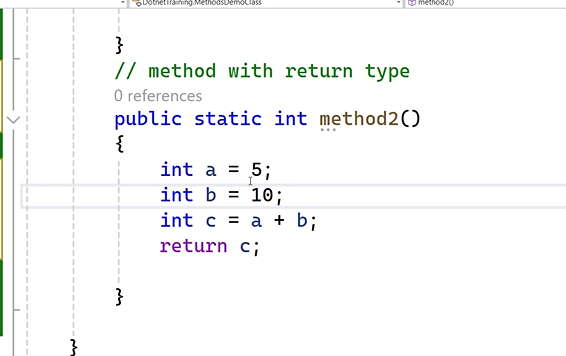 DotnetTraining.MethodsDemoClass method2()
}
// method with return type
0 references
public static int method2()
{
int a = 5;
int b = 10;
int c = a + b;
return c;
}
}